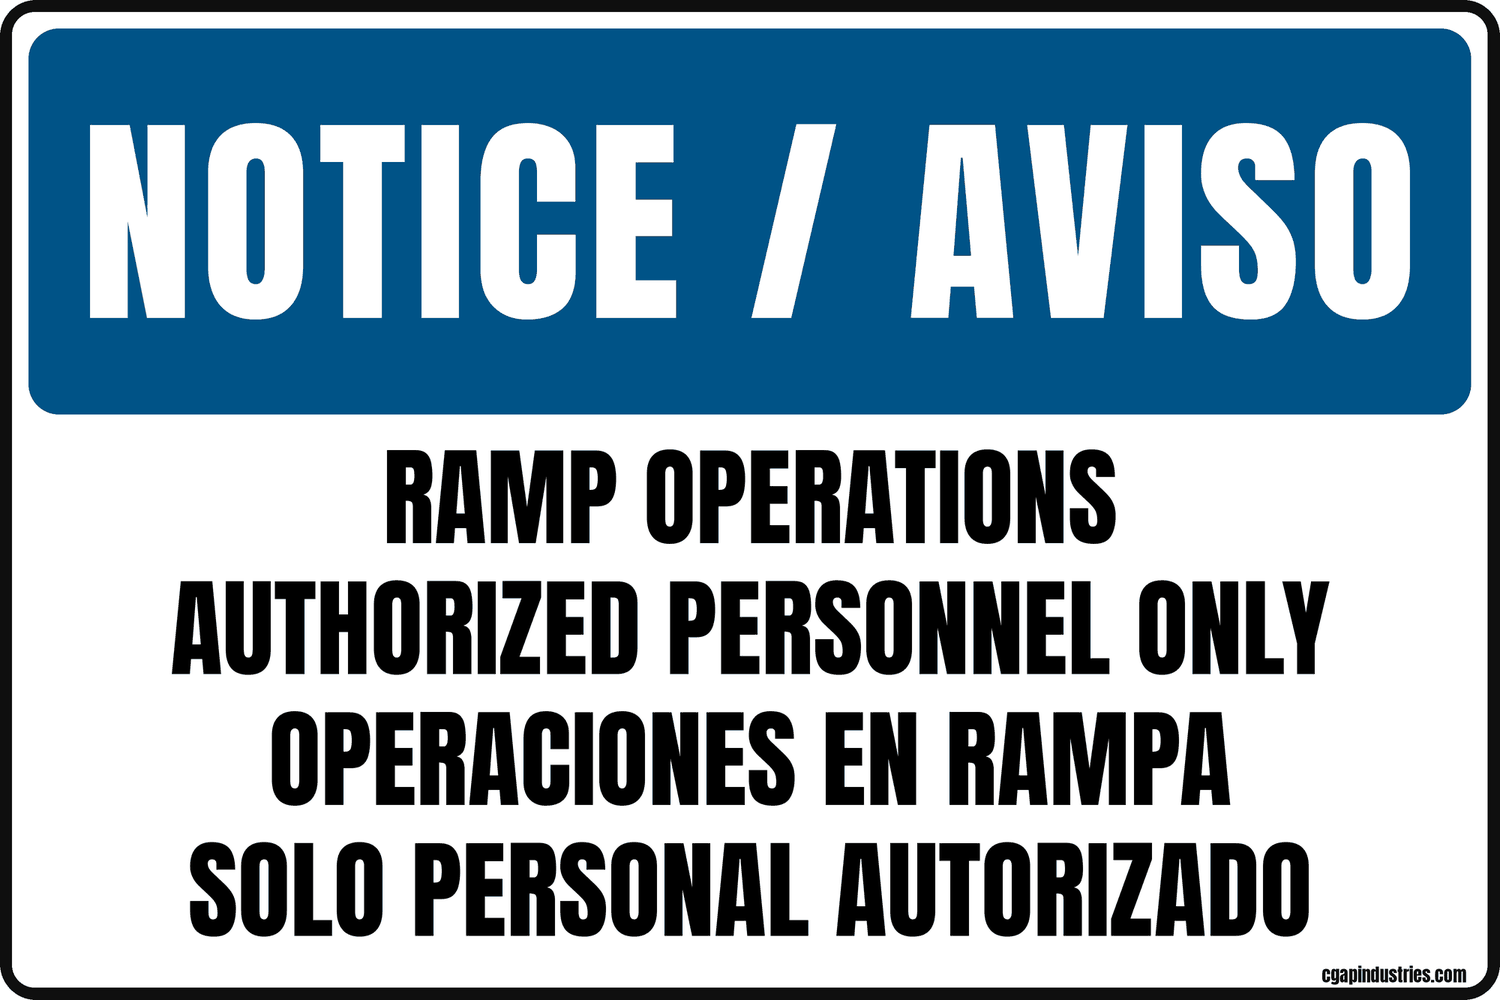 NOTICE / AVISO
RAMP OPERATIONS
AUTHORIZED PERSONNEL ONLY
OPERACIONES EN RAMPA
SOLO PERSONAL AUTORIZADO
cgapindustries.com